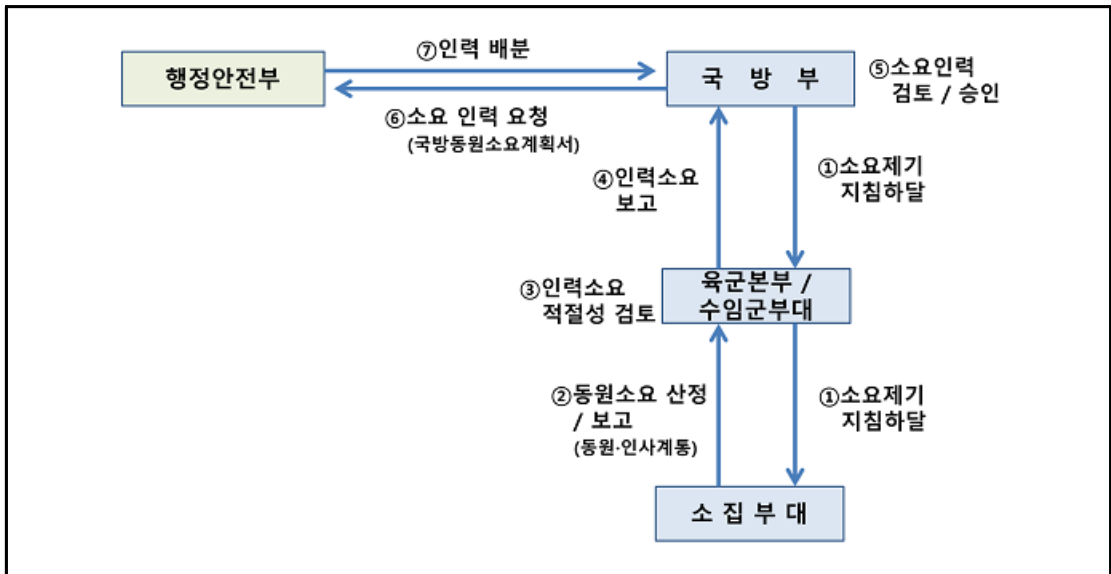 ⑦인력 배분
행정안전부
국 방 부
⑤소요인력
검토 / 승인
⑥소요 인력 요청
(국방동원소요계획서)
④인력소요
보고
①소요제기
지침하달
③인력소요
적절성 검토
육군본부 /
수임군부대
②동원소요 산정
/ 보고
(동원·인사계통)
①소요제기
지침하달
소 집 부 대